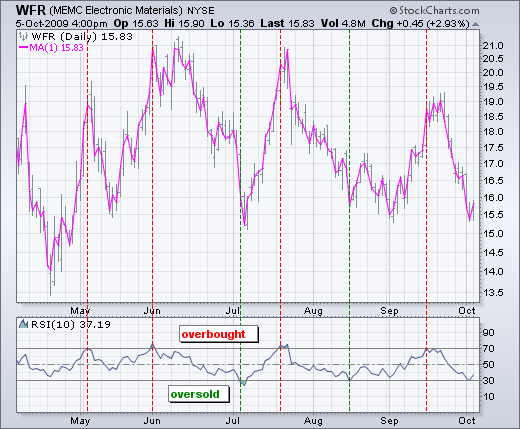 WFR (MEMC Electronic Materials) NYSE © StockCharts.com
5-Oct-2009 4:00pm Op 15.63 Hi 15.90 Lo 15.36 Last 15.83 Vol 4.8M Chg +0.45 (+2.93%)
WFR (Daily) 15.83
MA(1) 15.83
21.0
20.5
20.0
19.5
19.0
18.5
18.0
17.5
17.0
16.5
16.0
15.5
15.0
14.5
14.0
13.5
May Jun Jul Aug Sep Oct
RSI(10) 37.19
overbought
90
70
50
30
10
oversold
May Jun Jul Aug Sep Oct